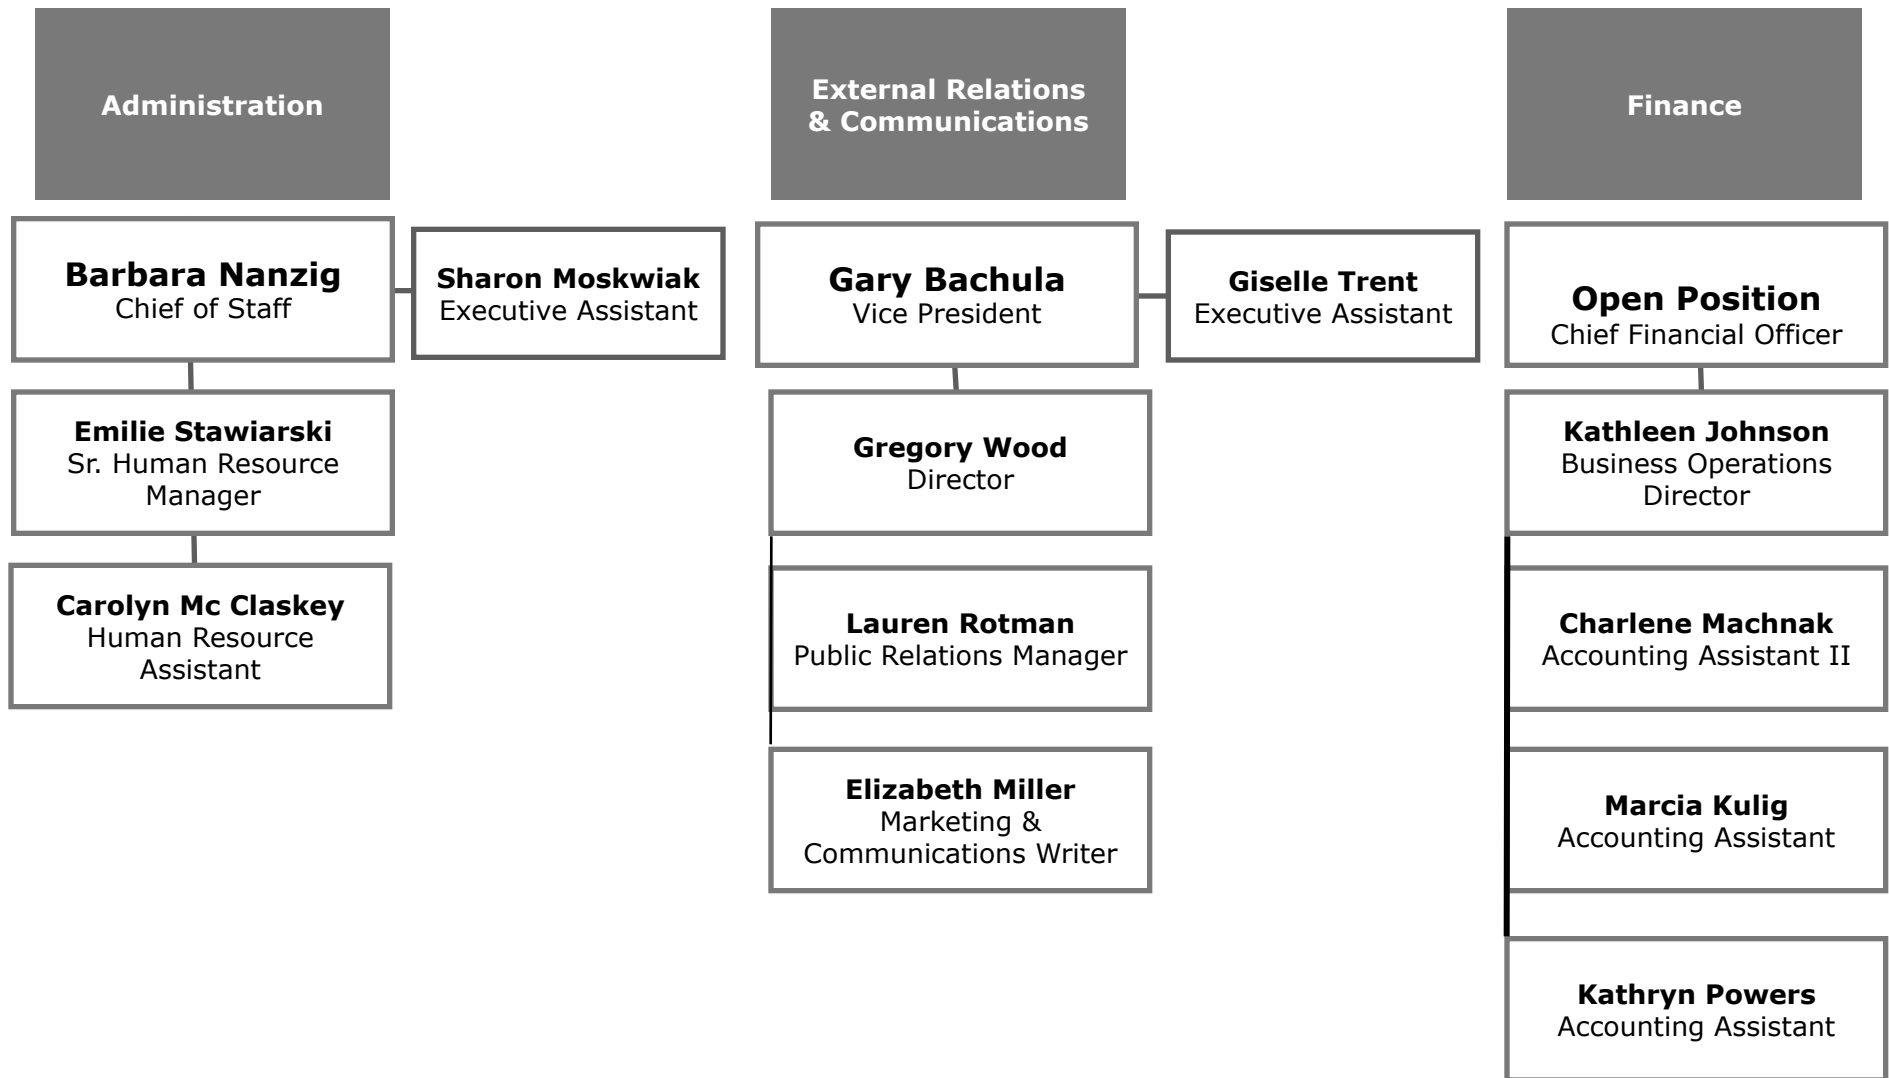 Administration
External Relations
& Communications
Finance
Barbara Nanzig
Chief of Staff
Sharon Moskwiak
Executive Assistant
Gary Bachula
Vice President
Giselle Trent
Executive Assistant
Open Position
Chief Financial Officer
Emilie Stawiarski
Sr. Human Resource
Manager
Gregory Wood
Director
Kathleen Johnson
Business Operations
Director
Carolyn Mc Claskey
Human Resource
Assistant
Lauren Rotman
Public Relations Manager
Charlene Machnak
Accounting Assistant II
Elizabeth Miller
Marketing &
Communications Writer
Marcia Kulig
Accounting Assistant
Kathryn Powers
Accounting Assistant